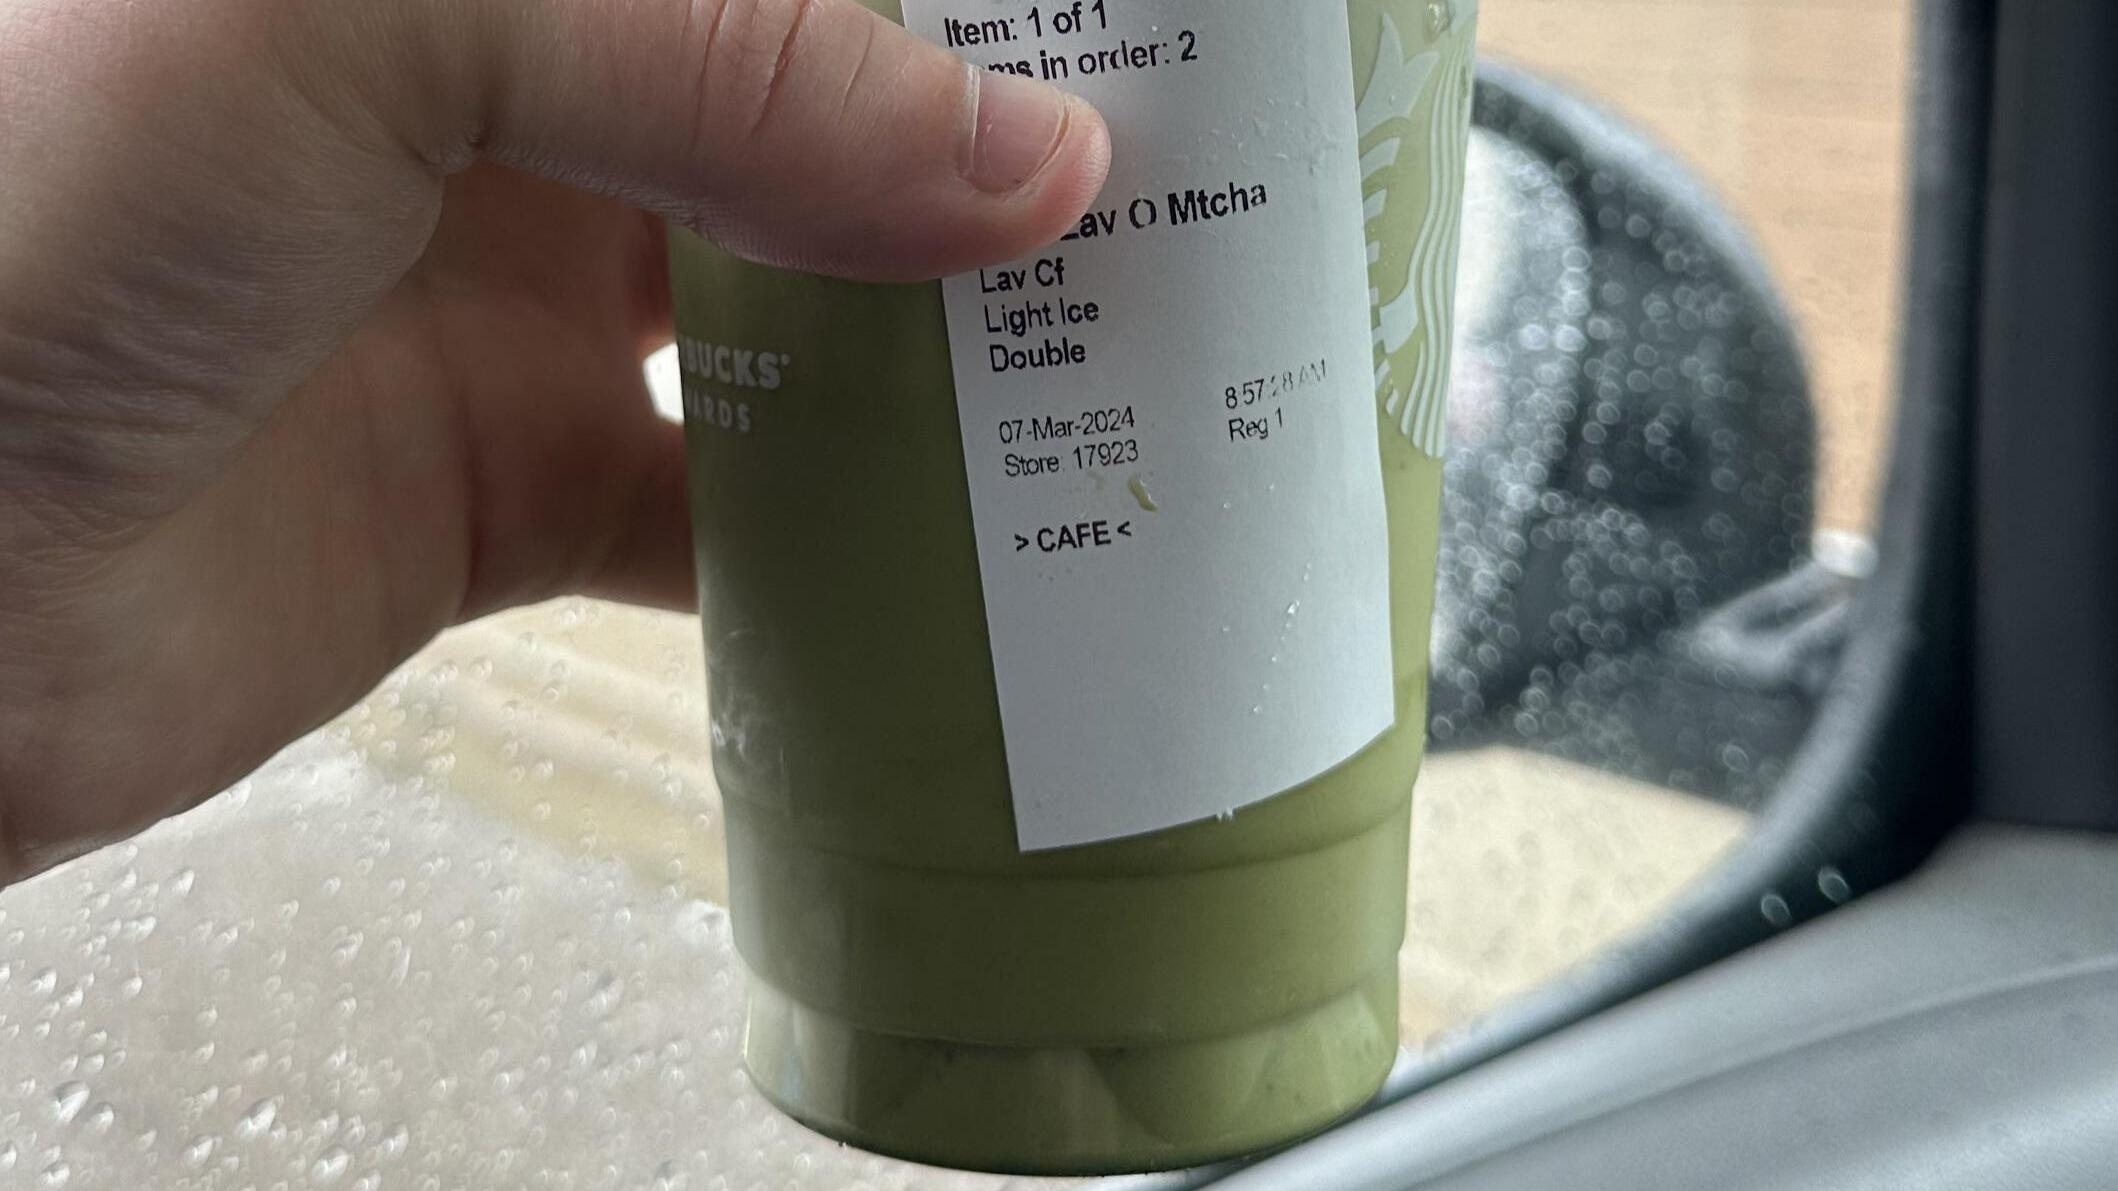 Item: 1 of 1
in order: 2
Lav O Mtcha
Lav Cf
Light Ice
Double
07-Mar-2024 8:57:28 AM
Store: 17923 Reg 1
> CAFE <
BUCKS
ARDS